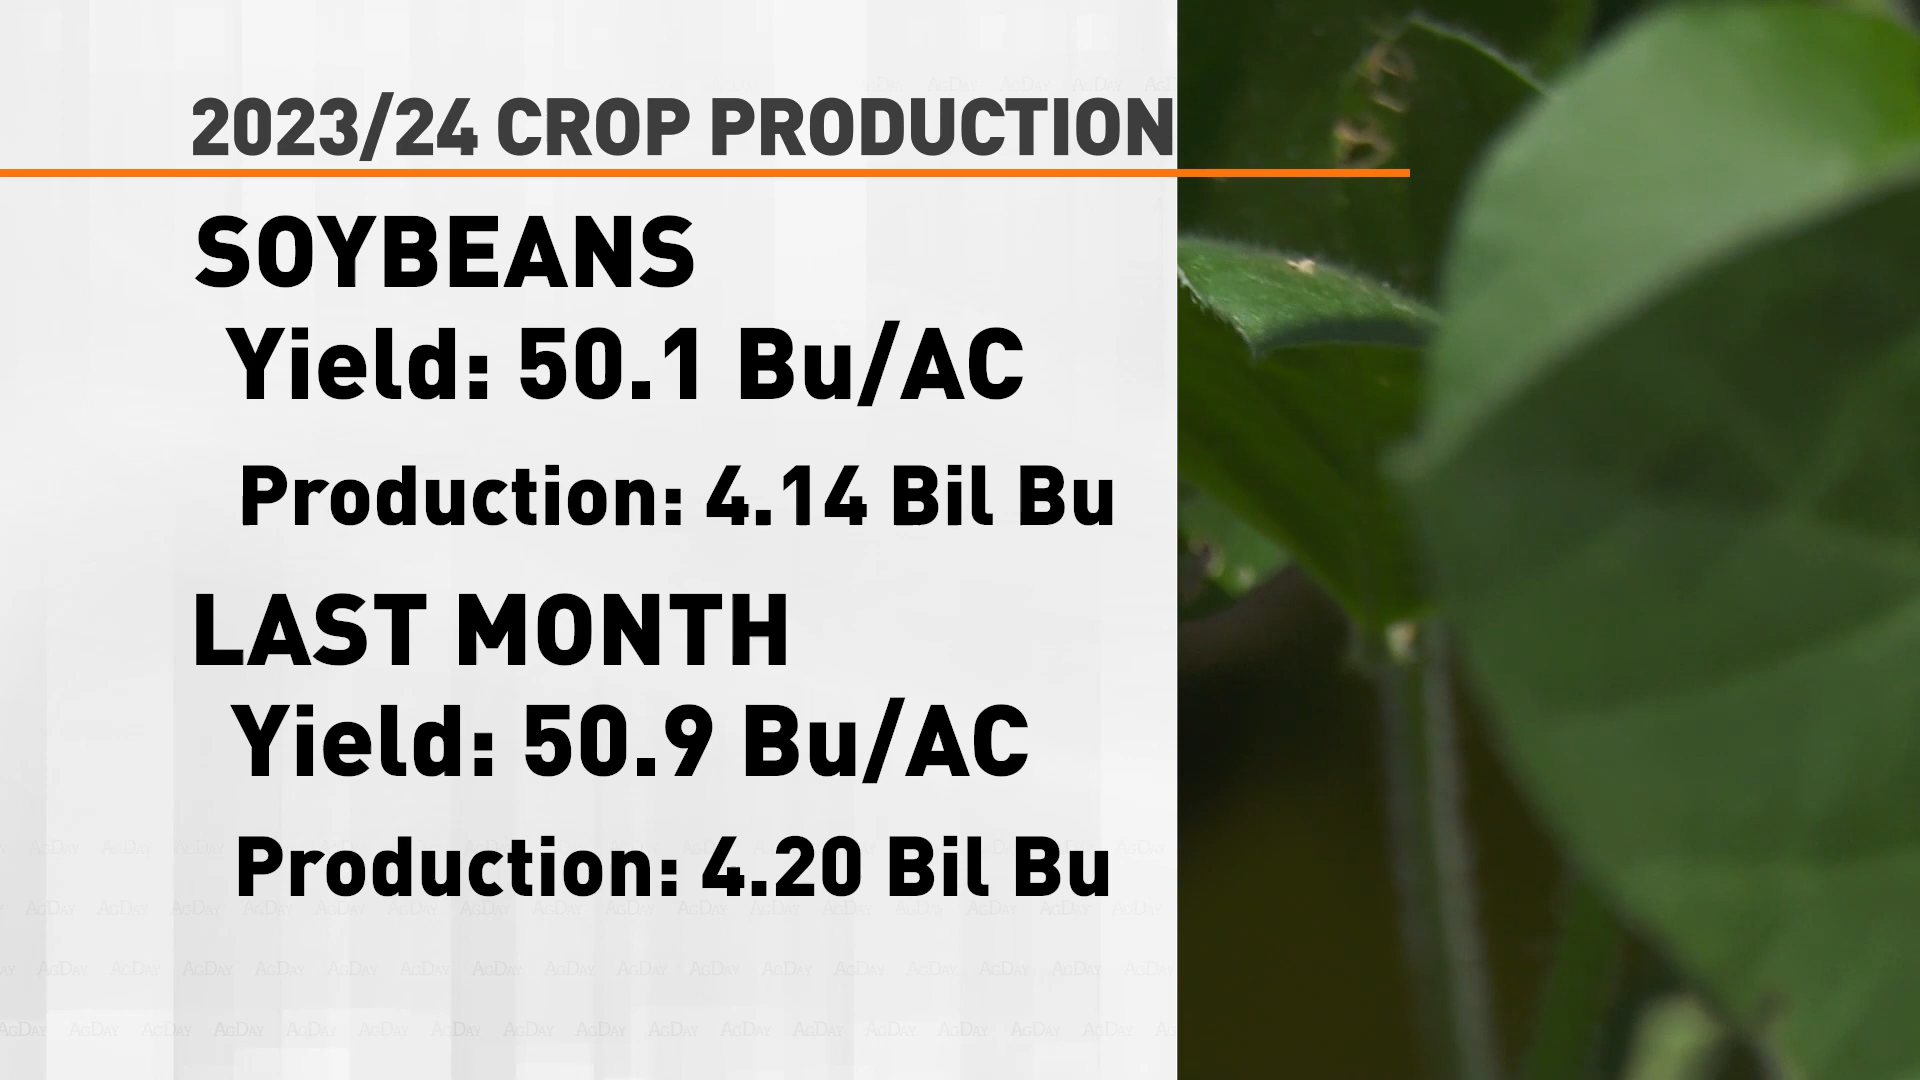 2023/24 CROP PRODUCTION
SOYBEANS
Yield: 50.1 Bu/AC
Production: 4.14 Bil Bu
LAST MONTH
Yield: 50.9 Bu/AC
Production: 4.20 Bil Bu